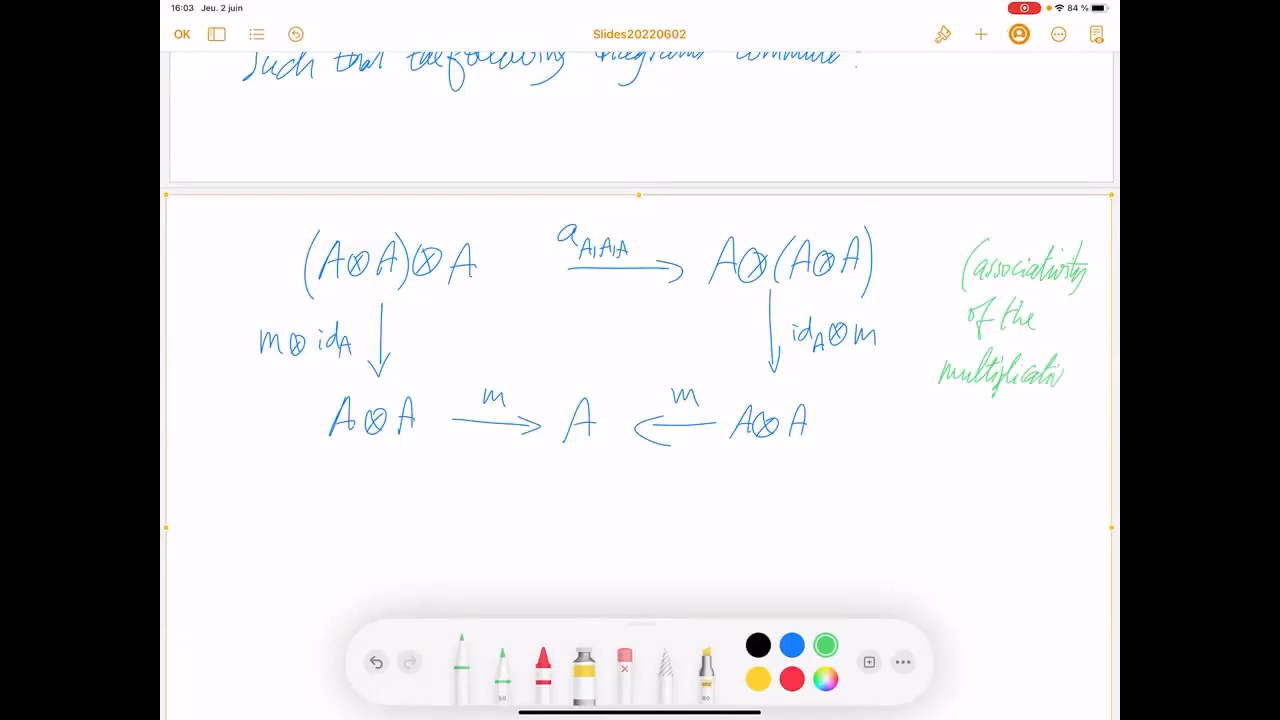 16:03 Jeu. 2 juin
84 %
OK
Slides20220602
such that the following diagrams commute:
(A⊗A)⊗A a_{A,A,A} A⊗(A⊗A)
m⊗id_A id_A⊗m
A⊗A m A m A⊗A
(associativity
of the
multiplicatio